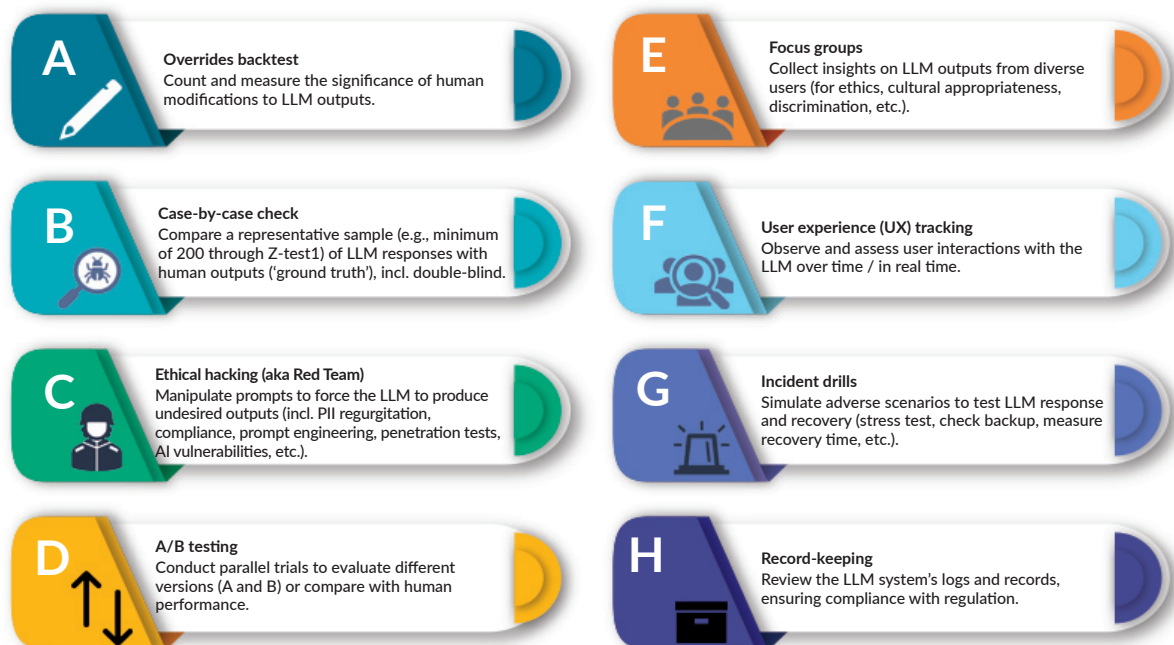 A
Overrides backtest
Count and measure the significance of human
modifications to LLM outputs.
B
Case-by-case check
Compare a representative sample (e.g., minimum
of 200 through Z-test1) of LLM responses with
human outputs (‘ground truth’), incl. double-blind.
C
Ethical hacking (aka Red Team)
Manipulate prompts to force the LLM to produce
undesired outputs (incl. PII regurgitation,
compliance, prompt engineering, penetration tests,
AI vulnerabilities, etc.).
D
A/B testing
Conduct parallel trials to evaluate different
versions (A and B) or compare with human
performance.
E
Focus groups
Collect insights on LLM outputs from diverse
users (for ethics, cultural appropriateness,
discrimination, etc.).
F
User experience (UX) tracking
Observe and assess user interactions with the
LLM over time / in real time.
G
Incident drills
Simulate adverse scenarios to test LLM response
and recovery (stress test, check backup, measure
recovery time, etc.).
H
Record-keeping
Review the LLM system’s logs and records,
ensuring compliance with regulation.